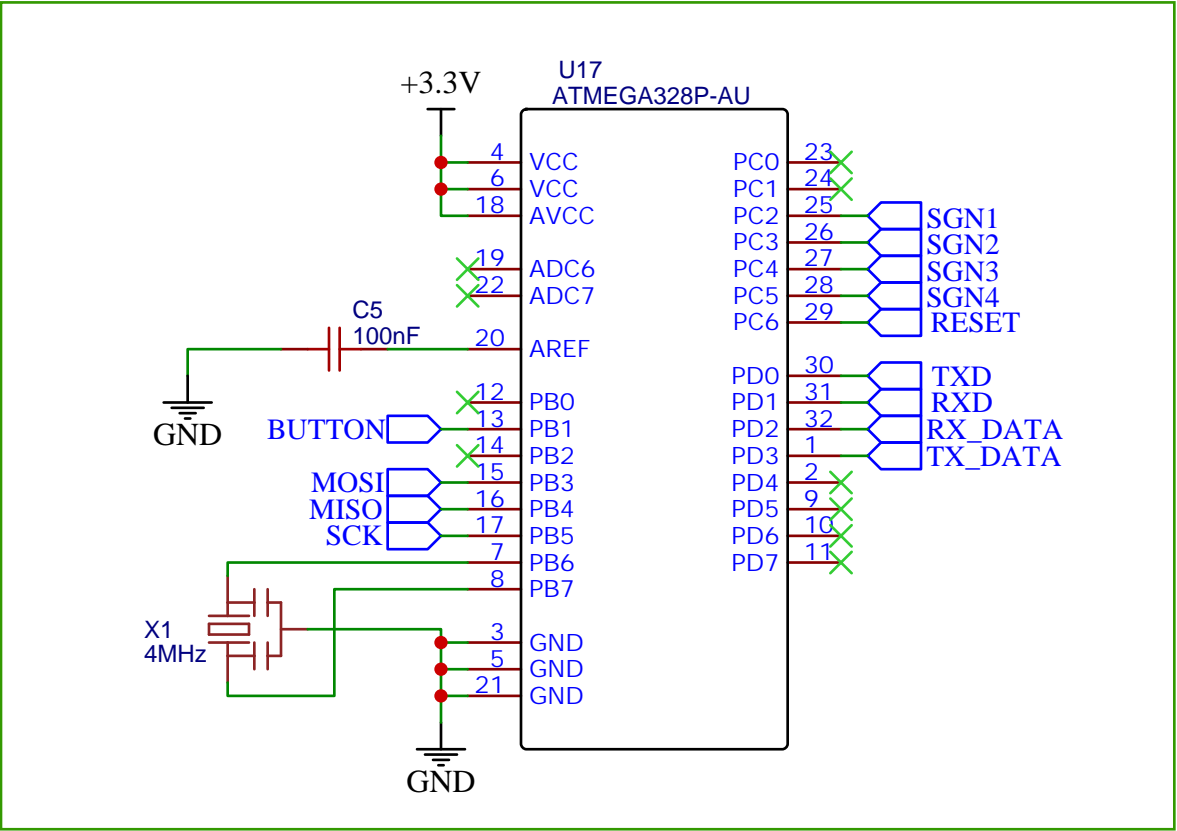 U17
ATMEGA328P-AU
+3.3V
4 VCC
6 VCC
18 AVCC
19 ADC6
22 ADC7
C5
100nF
20 AREF
GND
12 PB0
BUTTON 13 PB1
14 PB2
MOSI 15 PB3
MISO 16 PB4
SCK 17 PB5
7 PB6
8 PB7
X1
4MHz
3 GND
5 GND
21 GND
GND
PC0 23
PC1 24
PC2 25 SGN1
PC3 26 SGN2
PC4 27 SGN3
PC5 28 SGN4
PC6 29 RESET
PD0 30 TXD
PD1 31 RXD
PD2 32 RX_DATA
PD3 1 TX_DATA
PD4 2
PD5 9
PD6 10
PD7 11